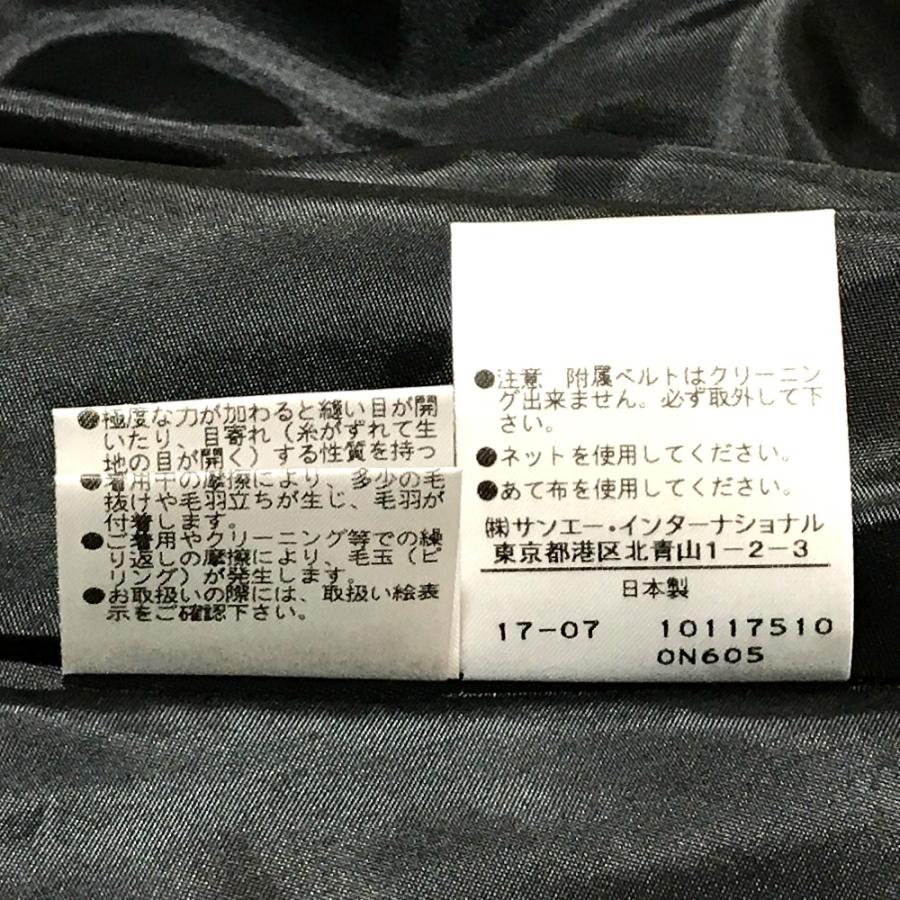 ●極度な力が加わると縫い目が開
いたり、目寄れ（糸がずれて生
地の目が開く）する性質を持っ
●着用中の摩擦により、多少の毛
抜けや毛羽立ちが生じ、毛羽が
付着します。
●ご着用やクリーニング等での繰
り返しの摩擦により、毛玉（ピ
リング）が発生します。
●お取扱いの際には、取扱い絵表
示をご確認下さい。
●注意 附属ベルトはクリーニン
グ出来ません。必ず取外して下
さい。
●ネットを使用してください。
●あて布を使用してください。
㈱サンエー・インターナショナル
東京都港区北青山1-2-3
日本製
17-07 10117510
0N605